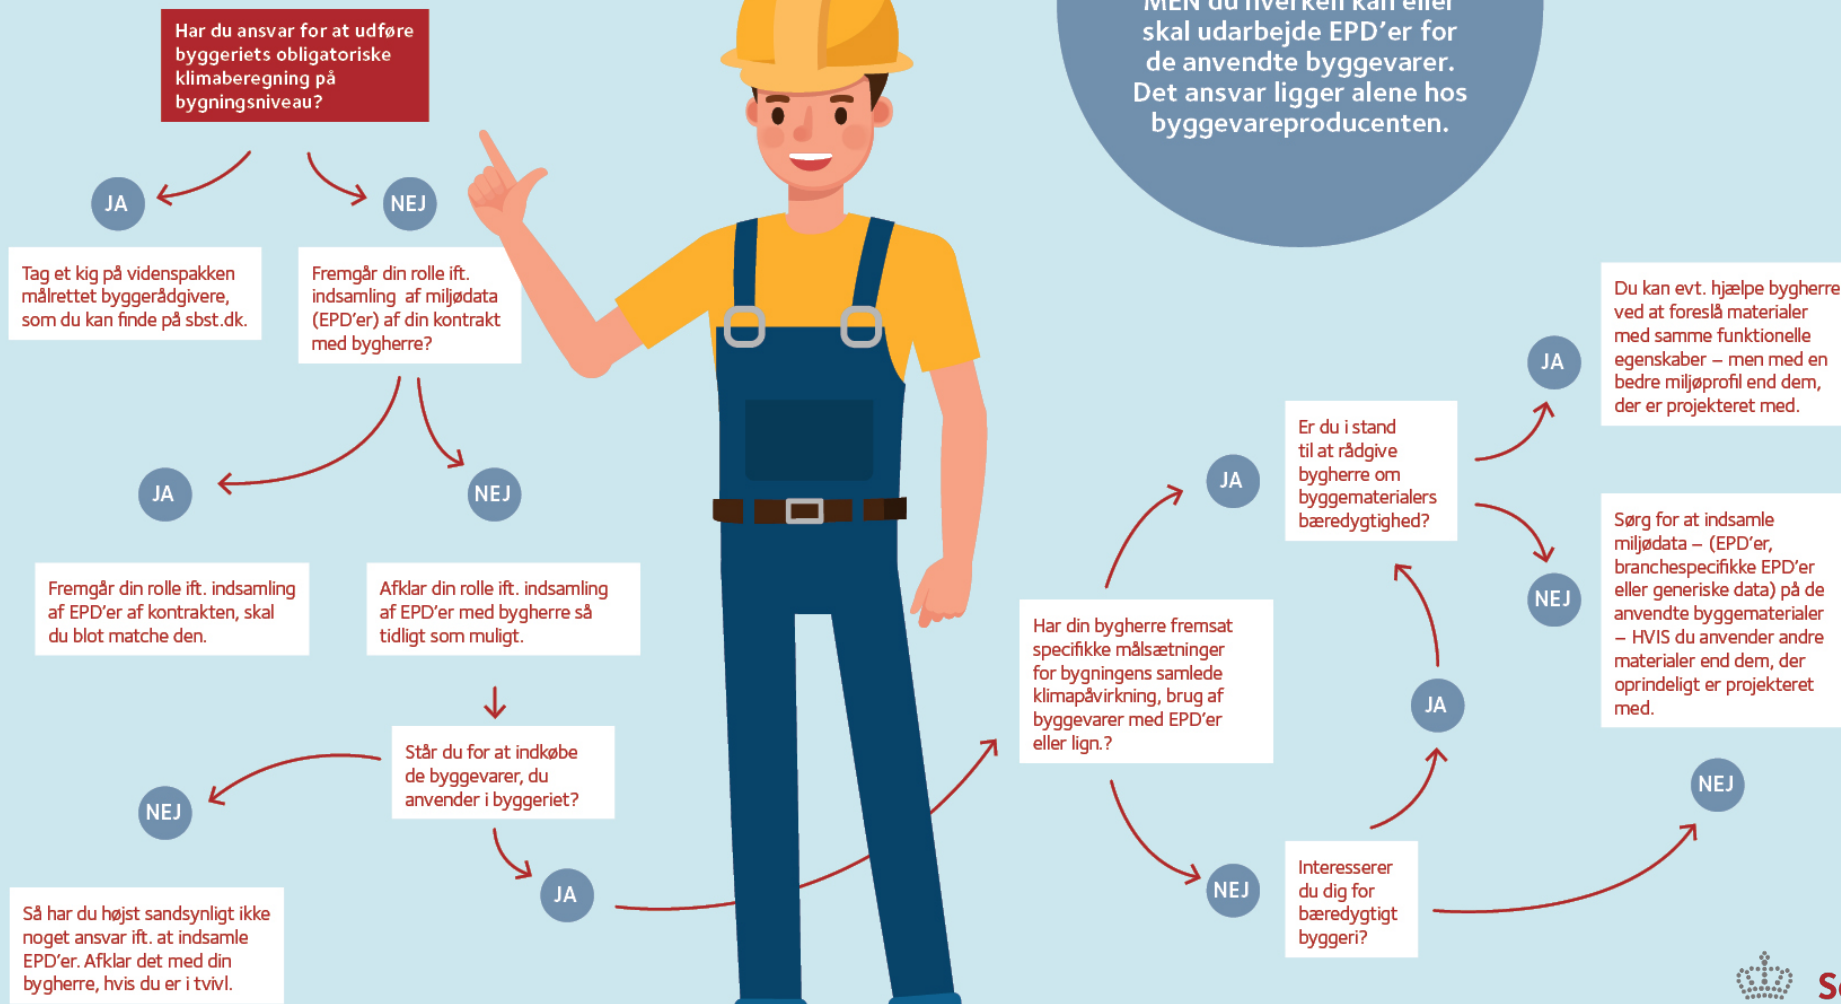 Har du ansvar for at udføre
byggeriets obligatoriske
klimaberegning på
bygningsniveau?
JA
NEJ
Tag et kig på videnspakken
målrettet byggerådgivere,
som du kan finde på sbst.dk.
Fremgår din rolle ift.
indsamling af miljødata
(EPD'er) af din kontrakt
med bygherre?
JA
NEJ
Fremgår din rolle ift. indsamling
af EPD'er af kontrakten, skal
du blot matche den.
Afklar din rolle ift. indsamling
af EPD'er med bygherre så
tidligt som muligt.
Står du for at indkøbe
de byggevarer, du
anvender i byggeriet?
NEJ
JA
Så har du højst sandsynligt ikke
noget ansvar ift. at indsamle
EPD'er. Afklar det med din
bygherre, hvis du er i tvivl.
MEN du hverken kan eller
skal udarbejde EPD'er for
de anvendte byggevarer.
Det ansvar ligger alene hos
byggevareproducenten.
Har din bygherre fremsat
specifikke målsætninger
for bygningens samlede
klimapåvirkning, brug af
byggevarer med EPD'er
eller lign.?
JA
NEJ
Er du i stand
til at rådgive
bygherre om
byggematerialers
bæredygtighed?
JA
NEJ
Du kan evt. hjælpe bygherre
ved at foreslå materialer
med samme funktionelle
egenskaber – men med en
bedre miljøprofil end dem,
der er projekteret med.
Sørg for at indsamle
miljødata – (EPD'er,
branchespecifikke EPD'er
eller generiske data) på de
anvendte byggematerialer
– HVIS du anvender andre
materialer end dem, der
oprindeligt er projekteret
med.
Interesserer
du dig for
bæredygtigt
byggeri?
JA
NEJ